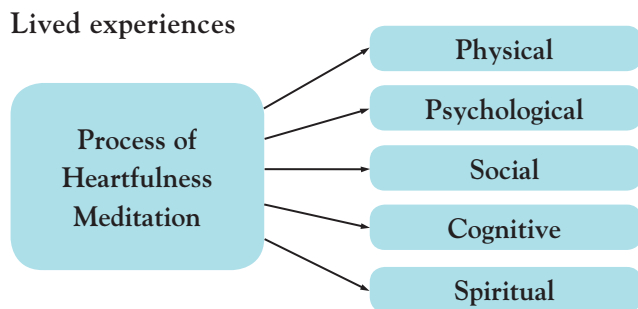 Lived experiences
Process of
Heartfulness
Meditation
Physical
Psychological
Social
Cognitive
Spiritual